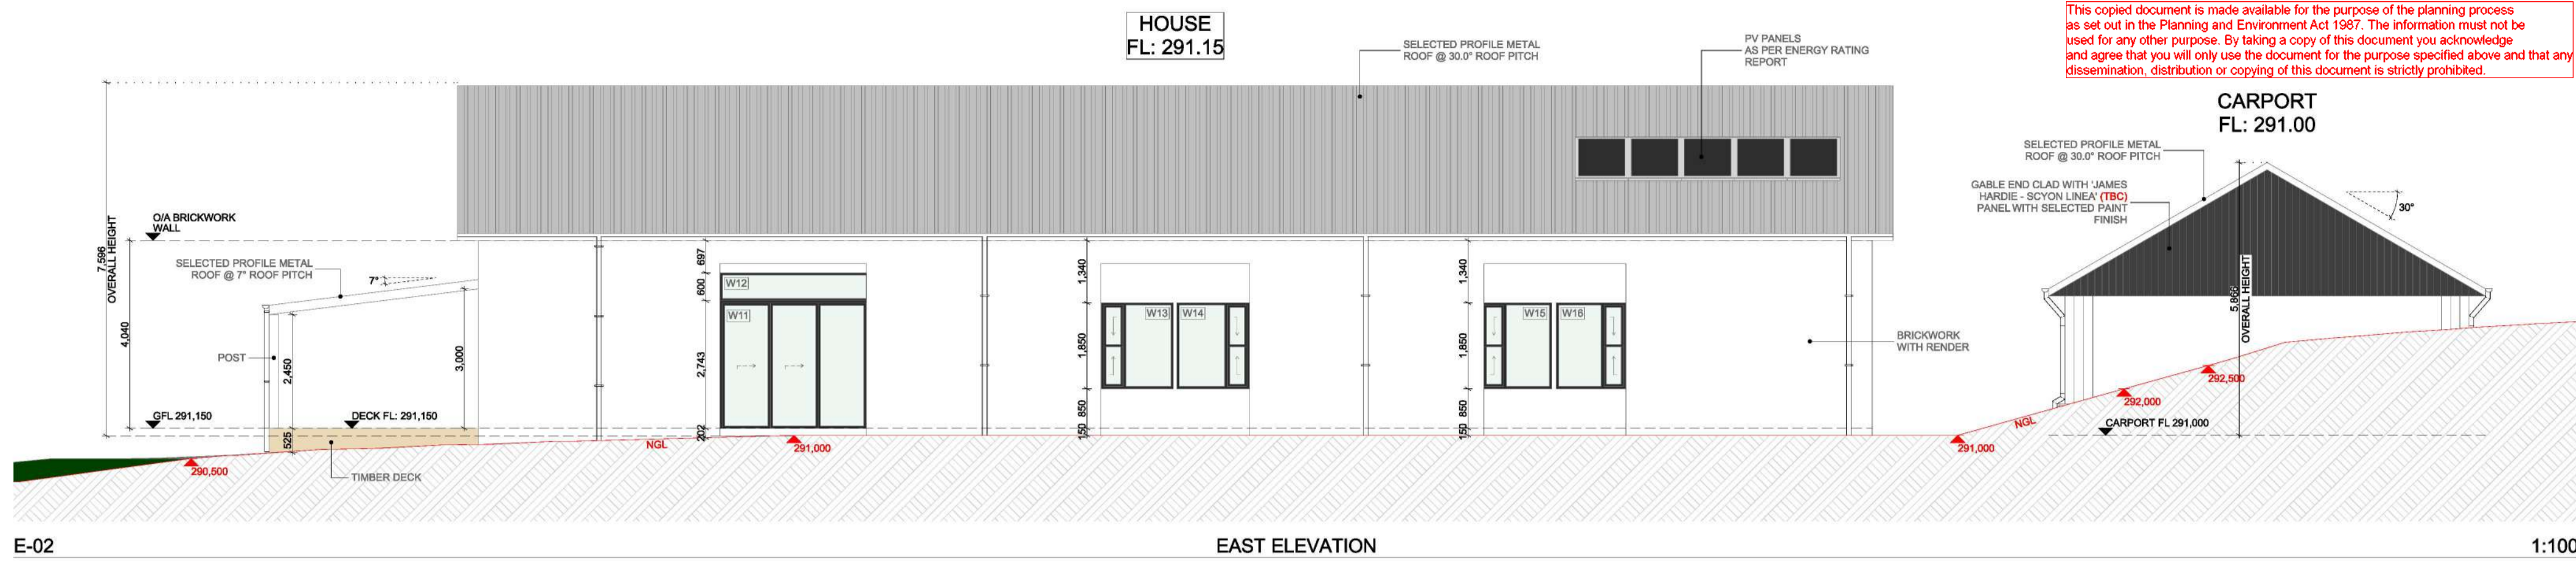 This copied document is made available for the purpose of the planning process
as set out in the Planning and Environment Act 1987. The information must not be
used for any other purpose. By taking a copy of this document you acknowledge
and agree that you will only use the document for the purpose specified above and that any
dissemination, distribution or copying of this document is strictly prohibited.
HOUSE
FL: 291.15
SELECTED PROFILE METAL
ROOF @ 30.0° ROOF PITCH
PV PANELS
AS PER ENERGY RATING
REPORT
CARPORT
FL: 291.00
SELECTED PROFILE METAL
ROOF @ 30.0° ROOF PITCH
GABLE END CLAD WITH 'JAMES
HARDIE - SCYON LINEA' (TBC)
PANEL WITH SELECTED PAINT
FINISH
30°
5,866
OVERALL HEIGHT
7,596
OVERALL HEIGHT
O/A BRICKWORK
WALL
4,040
SELECTED PROFILE METAL
ROOF @ 7° ROOF PITCH
7°
POST
2,450
3,000
525
GFL 291,150
DECK FL: 291,150
TIMBER DECK
290,500
NGL
291,000
697
600
2,743
202
W12
W11
1,340
1,850
850
150
W13
W14
1,340
1,850
850
150
W15
W16
BRICKWORK
WITH RENDER
291,000
NGL
292,000
292,500
CARPORT FL 291,000
E-02
EAST ELEVATION
1:100